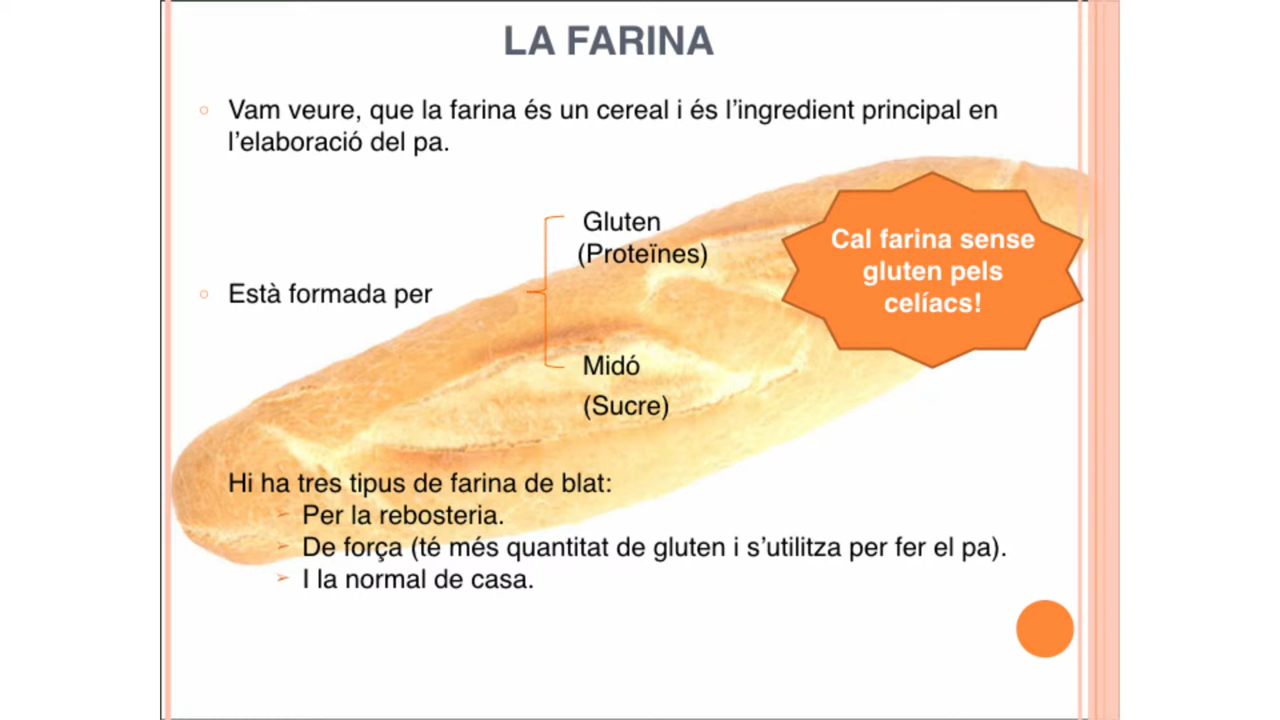 LA FARINA
Vam veure, que la farina és un cereal i és l’ingredient principal en
l’elaboració del pa.
Gluten
(Proteïnes)
Està formada per
Midó
(Sucre)
Cal farina sense
gluten pels
celíacs!
Hi ha tres tipus de farina de blat:
Per la rebosteria.
De força (té més quantitat de gluten i s’utilitza per fer el pa).
I la normal de casa.